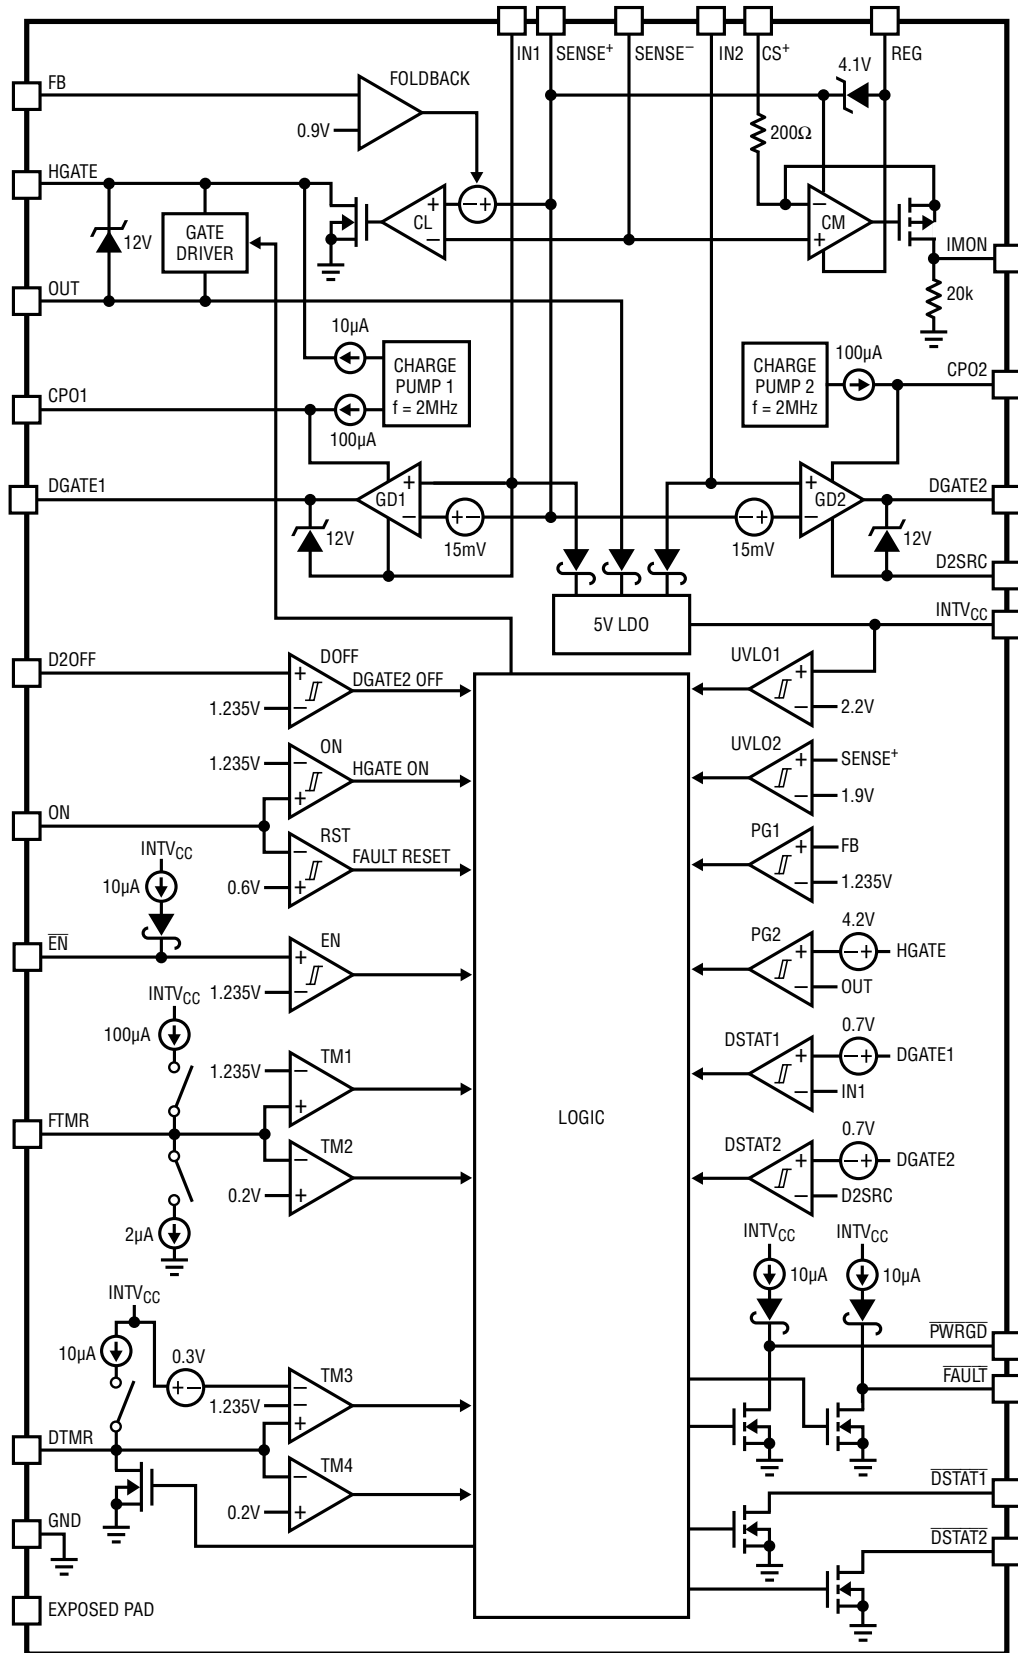 IN1
SENSE+
SENSE−
IN2
CS+
REG
FB
FOLDBACK
0.9V
4.1V
200Ω
HGATE
12V
GATE
DRIVER
− +
+
CL
−
−
CM
+
IMON
20k
OUT
10µA
CHARGE
PUMP 1
f = 2MHz
100µA
CHARGE
PUMP 2
f = 2MHz
100µA
CPO1
CPO2
DGATE1
GD1
+
−
+ −
15mV
12V
− +
15mV
+
−
GD2
DGATE2
12V
D2SRC
5V LDO
INTVCC
D2OFF
DOFF
+
−
1.235V
DGATE2 OFF
UVLO1
+
−
2.2V
ON
1.235V
−
+
HGATE ON
UVLO2
+
−
SENSE+
1.9V
ON
RST
−
+
0.6V
FAULT RESET
PG1
+
−
FB
1.235V
INTVCC
10µA
EN
EN
+
−
1.235V
PG2
+
−
4.2V
− +
HGATE
OUT
INTVCC
100µA
TM1
1.235V
−
+
DSTAT1
+
−
0.7V
− +
DGATE1
IN1
LOGIC
FTMR
TM2
−
+
0.2V
2µA
DSTAT2
+
−
0.7V
− +
DGATE2
D2SRC
INTVCC
10µA
INTVCC
10µA
INTVCC
10µA
0.3V
+ −
TM3
−
1.235V
−
+
PWRGD
FAULT
DTMR
TM4
−
+
0.2V
DSTAT1
GND
DSTAT2
EXPOSED PAD